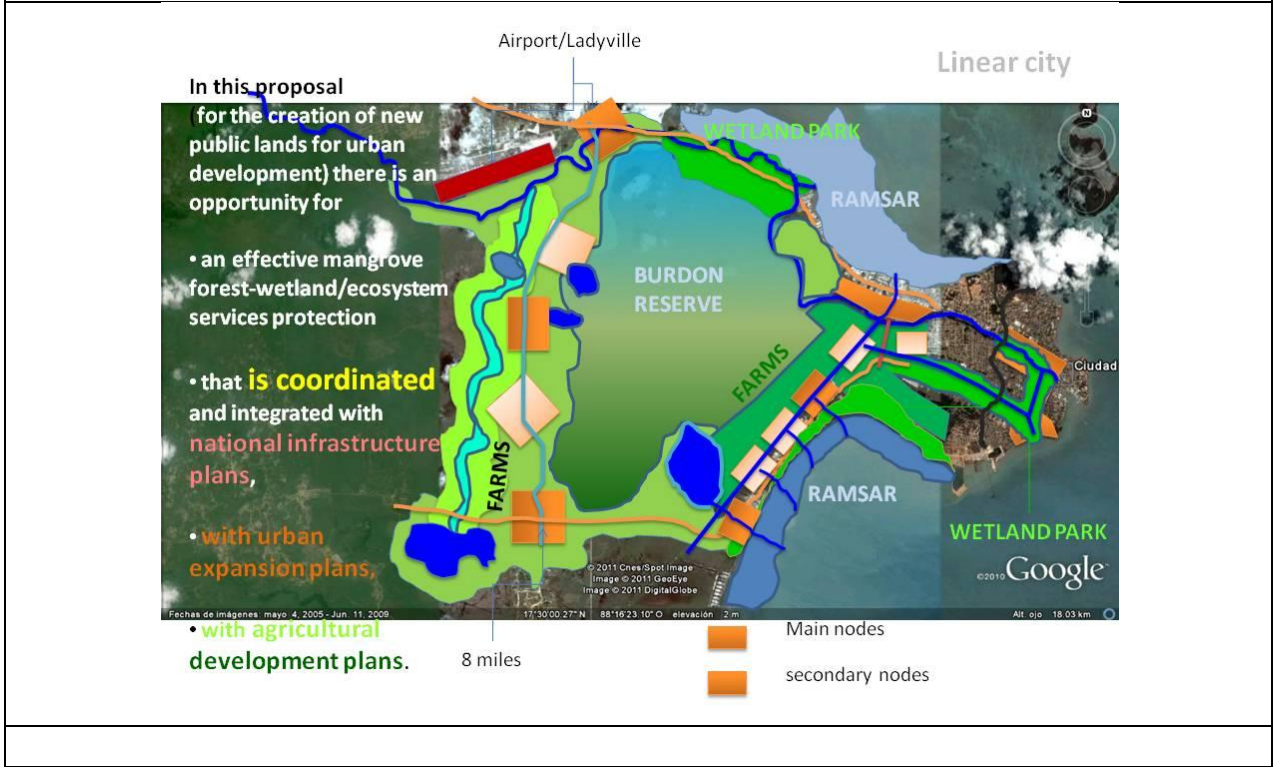 Airport/Ladyville
Linear city
In this proposal
(for the creation of new
public lands for urban
development) there is an
opportunity for
• an effective mangrove
forest-wetland/ecosystem
services protection
• that is coordinated
and integrated with
national infrastructure
plans,
• with urban
expansion plans,
• with agricultural
development plans.
WETLAND PARK
RAMSAR
BURDON
RESERVE
FARMS
FARMS
RAMSAR
Ciudad
WETLAND PARK
N
© 2011 Cnes/Spot Image
Image © 2011 GeoEye
Image © 2011 DigitalGlobe
©2010 Google
Fechas de imágenes: mayo 4, 2005 - Jun. 11, 2009
17°30'00.27" N 88°16'23.10" O elevación 2 m
Alt. ojo 18.03 km
8 miles
Main nodes
secondary nodes